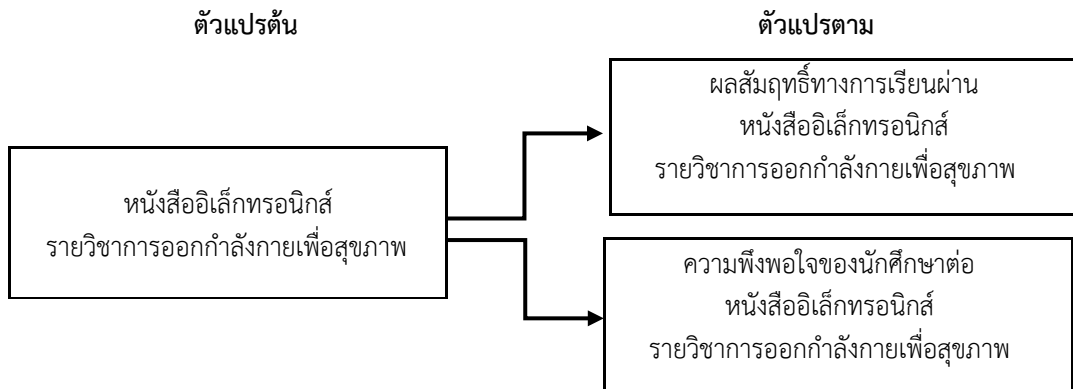 ตัวแปรต้น
ตัวแปรตาม
หนังสืออิเล็กทรอนิกส์
รายวิชาการออกกำลังกายเพื่อสุขภาพ
ผลสัมฤทธิ์ทางการเรียนผ่าน
หนังสืออิเล็กทรอนิกส์
รายวิชาการออกกำลังกายเพื่อสุขภาพ
ความพึงพอใจของนักศึกษาต่อ
หนังสืออิเล็กทรอนิกส์
รายวิชาการออกกำลังกายเพื่อสุขภาพ